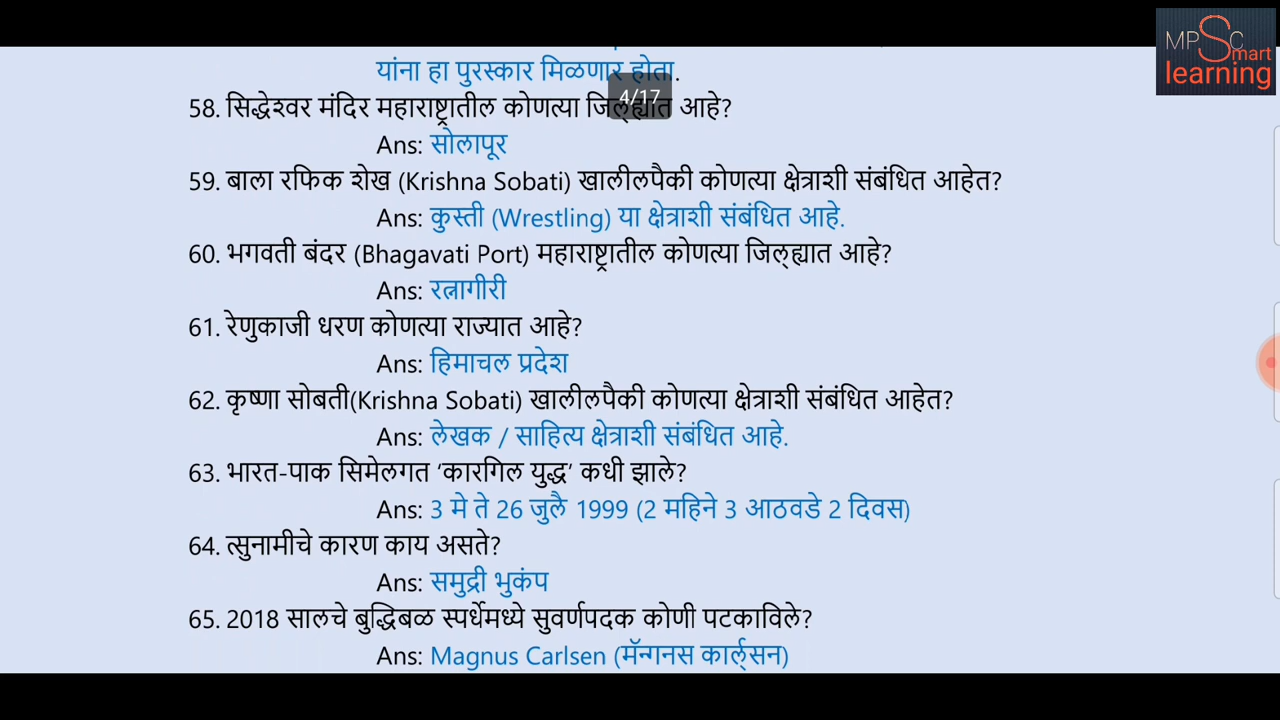 MPSC
smart
learning
यांना हा पुरस्कार मिळणार होता.
4/17
58. सिद्धेश्वर मंदिर महाराष्ट्रातील कोणत्या जिल्ह्यात आहे?
Ans: सोलापूर
59. बाला रफिक शेख (Krishna Sobati) खालीलपैकी कोणत्या क्षेत्राशी संबंधित आहेत?
Ans: कुस्ती (Wrestling) या क्षेत्राशी संबंधित आहे.
60. भगवती बंदर (Bhagavati Port) महाराष्ट्रातील कोणत्या जिल्ह्यात आहे?
Ans: रत्नागीरी
61. रेणुकाजी धरण कोणत्या राज्यात आहे?
Ans: हिमाचल प्रदेश
62. कृष्णा सोबती(Krishna Sobati) खालीलपैकी कोणत्या क्षेत्राशी संबंधित आहेत?
Ans: लेखक / साहित्य क्षेत्राशी संबंधित आहे.
63. भारत-पाक सिमेलगत ‘कारगिल युद्ध’ कधी झाले?
Ans: 3 मे ते 26 जुलै 1999 (2 महिने 3 आठवडे 2 दिवस)
64. त्सुनामीचे कारण काय असते?
Ans: समुद्री भुकंप
65. 2018 सालचे बुद्धिबळ स्पर्धेमध्ये सुवर्णपदक कोणी पटकाविले?
Ans: Magnus Carlsen (मॅन्गनस कार्ल्सन)